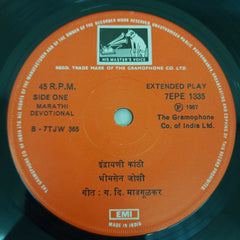 HIS MASTER'S VOICE
REGD. TRADE MARK OF THE GRAMOPHONE CO. LTD.
45 R.P.M.
SIDE ONE
MARATHI
DEVOTIONAL
B - 7TJW 365
EXTENDED PLAY
7EPE 1335
Ⓟ 1967
The Gramophone
Co. of India Ltd.
इंद्रायणी कांठी
भीमसेन जोशी
गीत : ग. दि. माडगूळकर
EMI
MADE IN INDIA